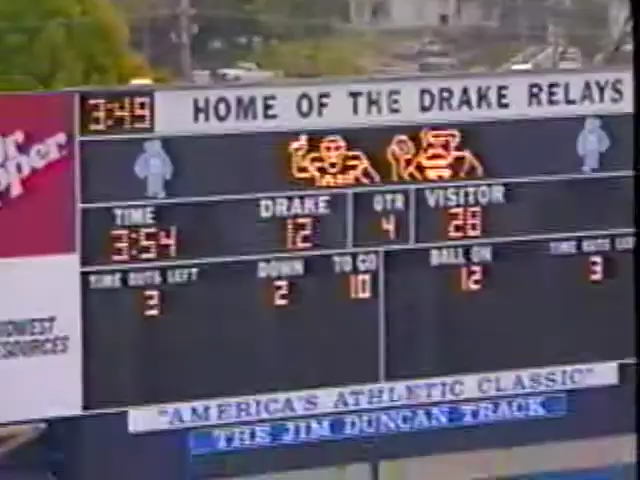 3:49 HOME OF THE DRAKE RELAYS
TIME DRAKE QTR VISITOR
3:54 12 4 28
TIME OUTS LEFT DOWN TO GO BALL ON TIME OUTS
3 2 10 12 3
"AMERICA'S ATHLETIC CLASSIC"
THE JIM DUNCAN TRACK